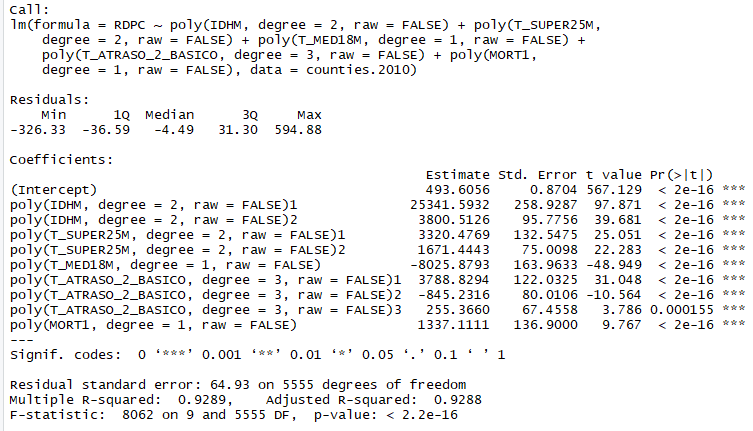 Call:
lm(formula = RDPC ~ poly(IDHM, degree = 2, raw = FALSE) + poly(T_SUPER25M,
    degree = 2, raw = FALSE) + poly(T_MED18M, degree = 1, raw = FALSE) +
    poly(T_ATRASO_2_BASICO, degree = 3, raw = FALSE) + poly(MORT1,
    degree = 1, raw = FALSE), data = counties.2010)

Residuals:
    Min      1Q  Median      3Q     Max
-326.33  -36.59   -4.49   31.30  594.88

Coefficients:
                                                   Estimate Std. Error t value Pr(>|t|)
(Intercept)                                        493.6056     0.8704 567.129  < 2e-16 ***
poly(IDHM, degree = 2, raw = FALSE)1             25341.5932   258.9287  97.871  < 2e-16 ***
poly(IDHM, degree = 2, raw = FALSE)2              3800.5126    95.7756  39.681  < 2e-16 ***
poly(T_SUPER25M, degree = 2, raw = FALSE)1        3320.4769   132.5475  25.051  < 2e-16 ***
poly(T_SUPER25M, degree = 2, raw = FALSE)2        1671.4443    75.0098  22.283  < 2e-16 ***
poly(T_MED18M, degree = 1, raw = FALSE)          -8025.8793   163.9633 -48.949  < 2e-16 ***
poly(T_ATRASO_2_BASICO, degree = 3, raw = FALSE)1  3788.8294   122.0325  31.048  < 2e-16 ***
poly(T_ATRASO_2_BASICO, degree = 3, raw = FALSE)2  -845.2316    80.0106 -10.564  < 2e-16 ***
poly(T_ATRASO_2_BASICO, degree = 3, raw = FALSE)3   255.3660    67.4558   3.786 0.000155 ***
poly(MORT1, degree = 1, raw = FALSE)              1337.1111   136.9000   9.767  < 2e-16 ***
---
Signif. codes:  0 ‘***’ 0.001 ‘**’ 0.01 ‘*’ 0.05 ‘.’ 0.1 ‘ ’ 1

Residual standard error: 64.93 on 5555 degrees of freedom
Multiple R-squared:  0.9289,    Adjusted R-squared:  0.9288
F-statistic:  8062 on 9 and 5555 DF,  p-value: < 2.2e-16